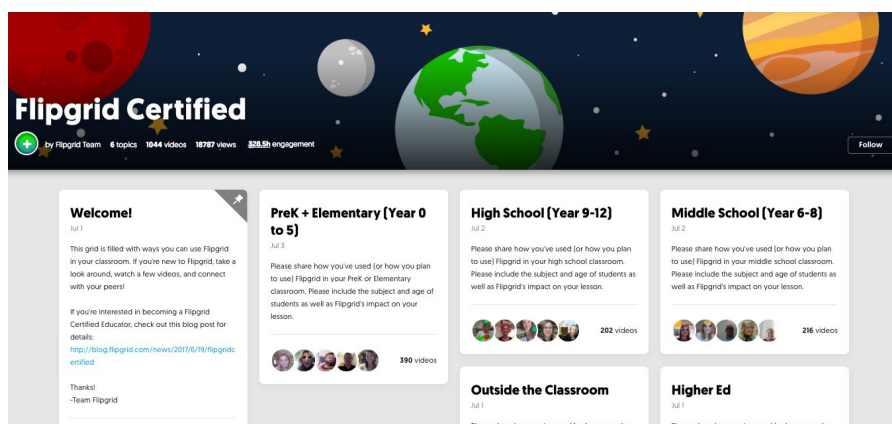 Flipgrid Certified
by Flipgrid Team 6 topics 1044 videos 18787 views 328.5h engagement
Follow
Welcome!
Jul 1
This grid is filled with ways you can use Flipgrid
in your classroom. If you're new to Flipgrid, take a
look around, watch a few videos, and connect
with your peers!
If you're interested in becoming a Flipgrid
Certified Educator, check out this blog post for
details:
http://blog.flipgrid.com/news/2017/6/19/flipgridc
ertified
Thanks!
-Team Flipgrid
PreK + Elementary (Year 0
to 5)
Jul 3
Please share how you've used (or how you plan
to use) Flipgrid in your PreK or Elementary
classroom. Please include the subject and age of
students as well as Flipgrid's impact on your
lesson.
390 videos
High School (Year 9-12)
Jul 2
Please share how you've used (or how you plan
to use) Flipgrid in your high school classroom.
Please include the subject and age of students as
well as Flipgrid's impact on your lesson.
202 videos
Middle School (Year 6-8)
Jul 2
Please share how you've used (or how you plan
to use) Flipgrid in your middle school classroom.
Please include the subject and age of students as
well as Flipgrid's impact on your lesson.
216 videos
Outside the Classroom
Jul 1
Higher Ed
Jul 1